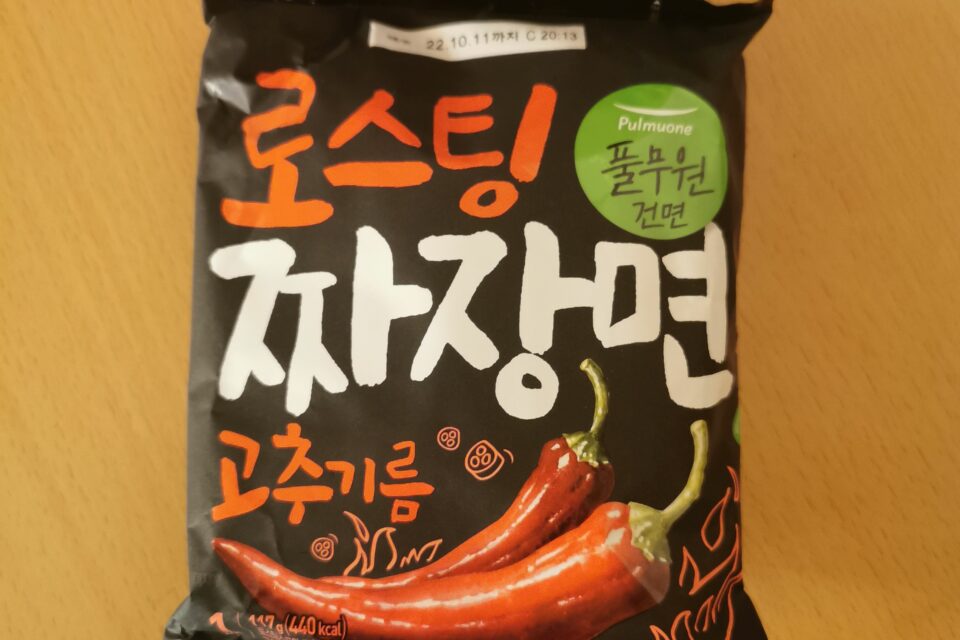 22.10.11까지 C 20:13
로스팅
Pulmuone
풀무원
건면
짜장면
고추기름
117g (440 kcal)